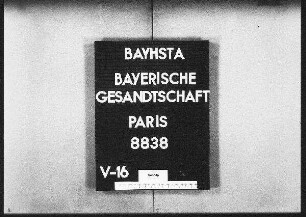 BAYHSTA
BAYERISCHE
GESANDTSCHAFT
PARIS
8838
V-16